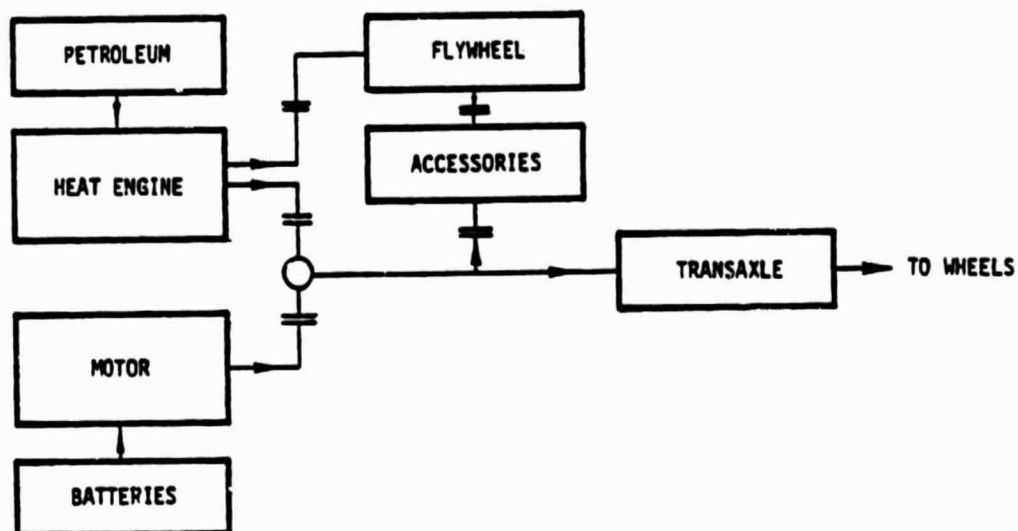 PETROLEUM
FLYWHEEL
HEAT ENGINE
ACCESSORIES
TRANSAXLE
TO WHEELS
MOTOR
BATTERIES